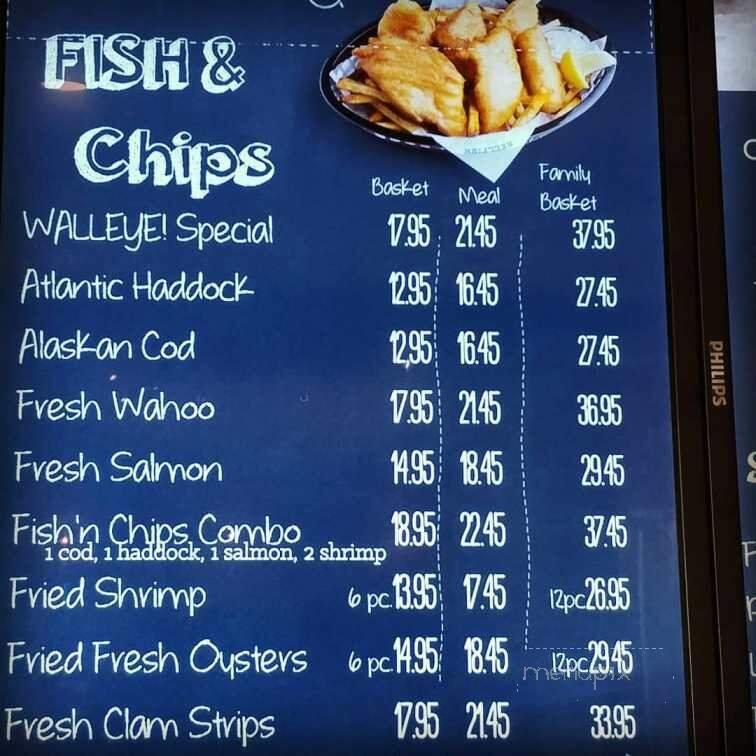 FISH &
Chips
Basket Meal Family
Basket
WALLEYE! Special 17.95 21.45 37.95
Atlantic Haddock 12.95 16.45 27.45
Alaskan Cod 12,95 16.45 27.45
Fresh Wahoo 17.95 21.45 36.95
Fresh Salmon 14.95 18.45 29.45
Fish'n Chips Combo 18.95 22.45 37.45
1 cod, 1 haddock, 1 salmon, 2 shrimp
Fried Shrimp 6 pc. 13.95 17.45 12pc 26.95
Fried Fresh Oysters 6 pc. 14.95 18.45 12pc 29.45
menupix
Fresh Clam Strips 17.95 21.45 33.95
PHILIPS